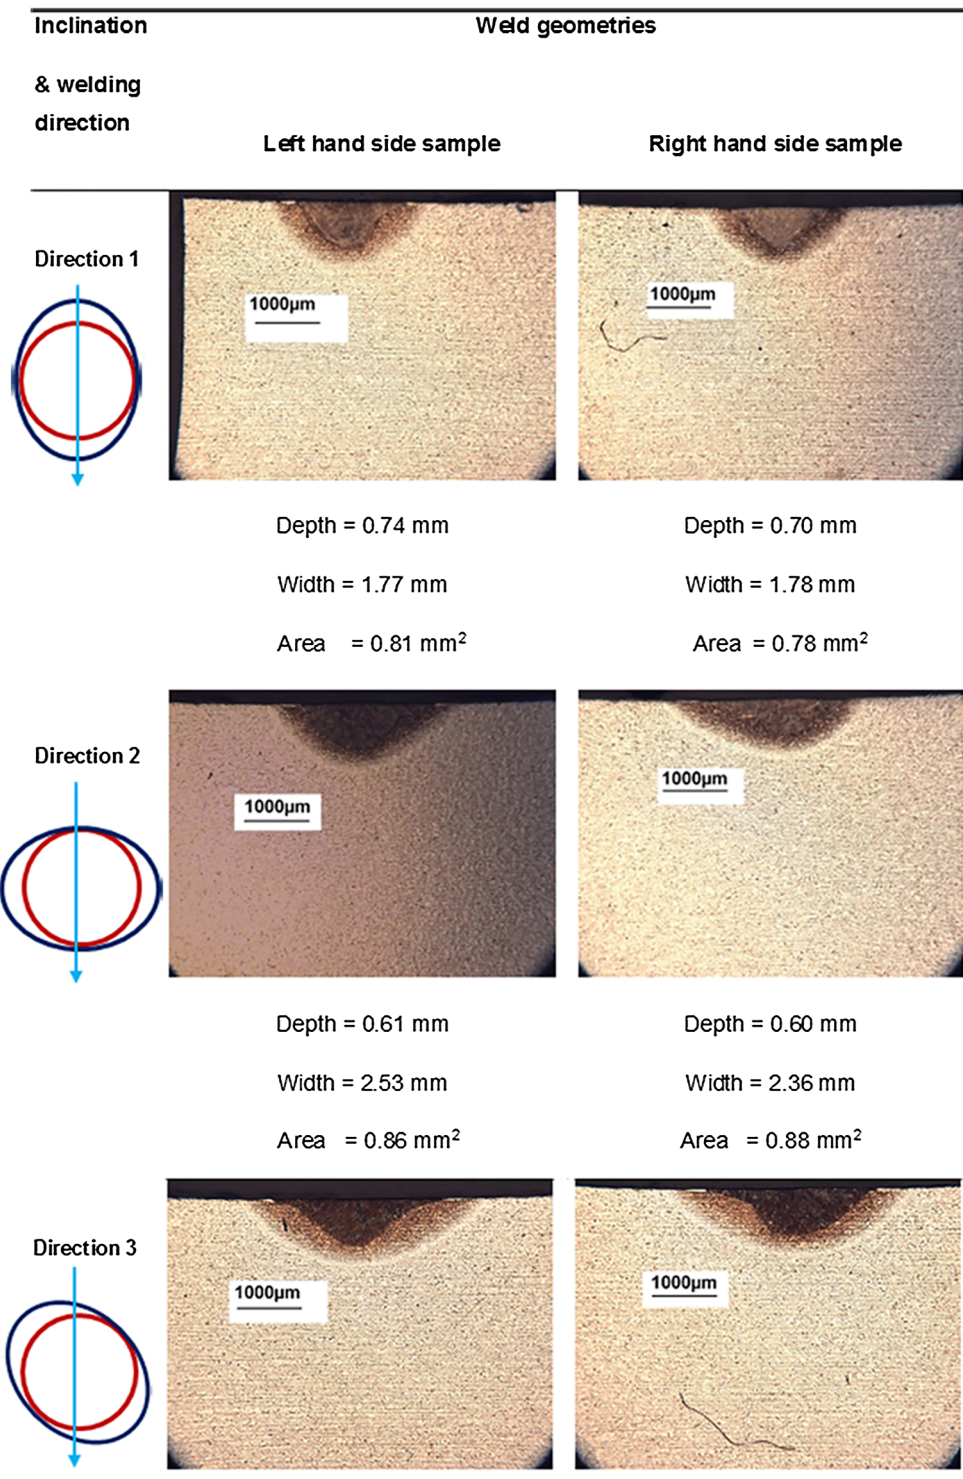 Inclination
Weld geometries
& welding
direction
Left hand side sample
Right hand side sample
Direction 1
1000µm
1000µm
Depth = 0.74 mm
Depth = 0.70 mm
Width = 1.77 mm
Width = 1.78 mm
Area = 0.81 mm²
Area = 0.78 mm²
Direction 2
1000µm
1000µm
Depth = 0.61 mm
Depth = 0.60 mm
Width = 2.53 mm
Width = 2.36 mm
Area = 0.86 mm²
Area = 0.88 mm²
Direction 3
1000µm
1000µm